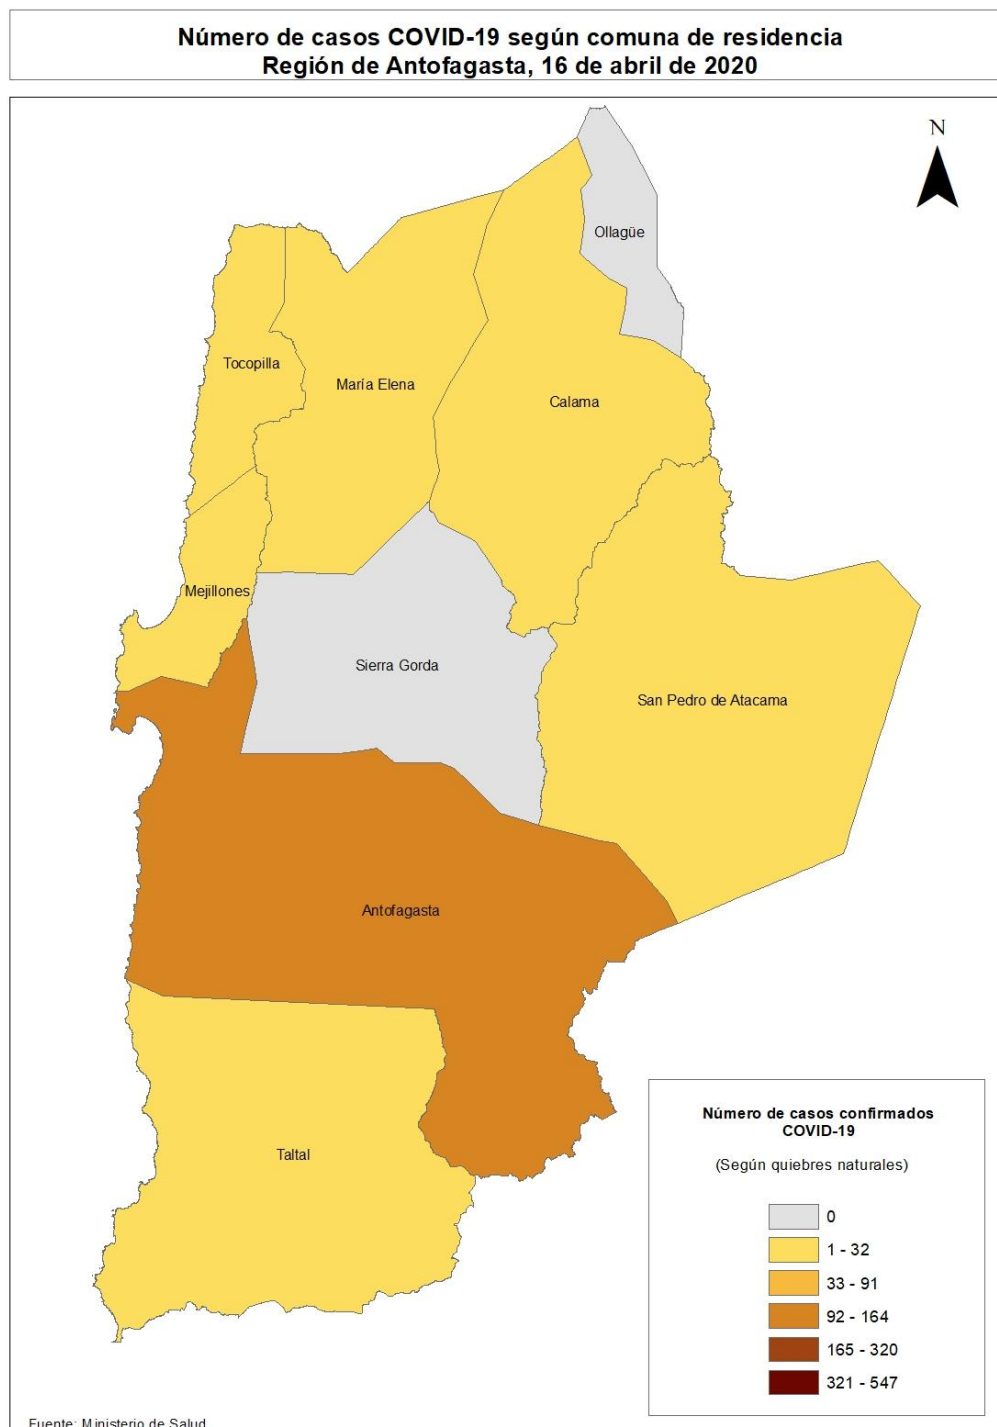 Número de casos COVID-19 según comuna de residencia
Región de Antofagasta, 16 de abril de 2020
N
Ollagüe
Tocopilla
María Elena
Calama
Mejillones
Sierra Gorda
San Pedro de Atacama
Antofagasta
Taltal
Número de casos confirmados
COVID-19
(Según quiebres naturales)
0
1 - 32
33 - 91
92 - 164
165 - 320
321 - 547
Fuente: Ministerio de Salud